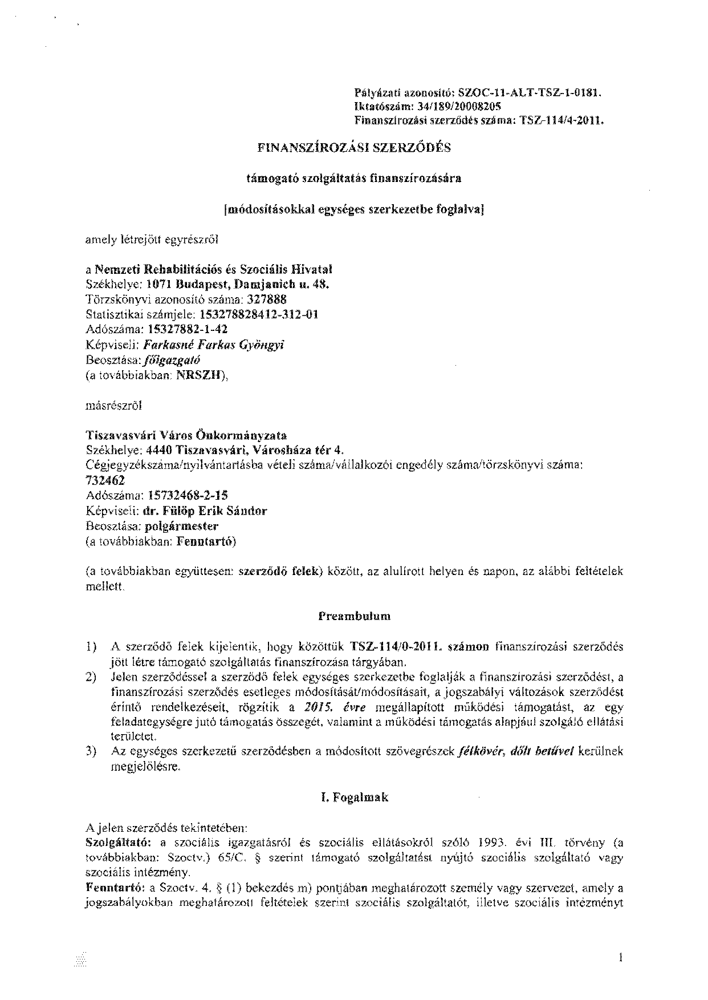 Pályázati azonosító: SZOC-11-ALT-TSZ-1-0181.
Iktatószám: 34/189/20008205
Finanszírozási szerződés száma: TSZ-114/4-2011.
FINANSZÍROZÁSI SZERZŐDÉS
támogató szolgáltatás finanszírozására
[módosításokkal egységes szerkezetbe foglalva]
amely létrejött egyrészről
a Nemzeti Rehabilitációs és Szociális Hivatal
Székhelye: 1071 Budapest, Damjanich u. 48.
Törzskönyvi azonosító száma: 327888
Statisztikai számjele: 153278828412-312-01
Adószáma: 15327882-1-42
Képviseli: Farkasné Farkas Gyöngyi
Beosztása: főigazgató
(a továbbiakban: NRSZH),
másrészről
Tiszavasvári Város Önkormányzata
Székhelye: 4440 Tiszavasvári, Városháza tér 4.
Cégjegyzékszáma/nyilvántartásba vételi száma/vállalkozói engedély száma/törzskönyvi száma:
732462
Adószáma: 15732468-2-15
Képviseli: dr. Fülöp Erik Sándor
Beosztása: polgármester
(a továbbiakban: Fenntartó)
(a továbbiakban együttesen: szerződő felek) között, az alulírott helyen és napon, az alábbi feltételek
mellett.
Preambulum
1) A szerződő felek kijelentik, hogy közöttük TSZ-114/0-2011. számon finanszírozási szerződés
jött létre támogató szolgáltatás finanszírozása tárgyában.
2) Jelen szerződéssel a szerződő felek egységes szerkezetbe foglalják a finanszírozási szerződést, a
finanszírozási szerződés esetleges módosítását/módosításait, a jogszabályi változások szerződést
érintő rendelkezéseit, rögzítik a 2015. évre megállapított működési támogatást, az egy
feladategységre jutó támogatás összegét, valamint a működési támogatás alapjául szolgáló ellátási
területet.
3) Az egységes szerkezetű szerződésben a módosított szövegrészek félkövér, dőlt betűvel kerülnek
megjelölésre.
I. Fogalmak
A jelen szerződés tekintetében:
Szolgáltató: a szociális igazgatásról és szociális ellátásokról szóló 1993. évi III. törvény (a
továbbiakban: Szoctv.) 65/C. § szerint támogató szolgáltatást nyújtó szociális szolgáltató vagy
szociális intézmény.
Fenntartó: a Szoctv. 4. § (1) bekezdés m) pontjában meghatározott személy vagy szervezet, amely a
jogszabályokban meghatározott feltételek szerint szociális szolgáltatót, illetve szociális intézményt
1